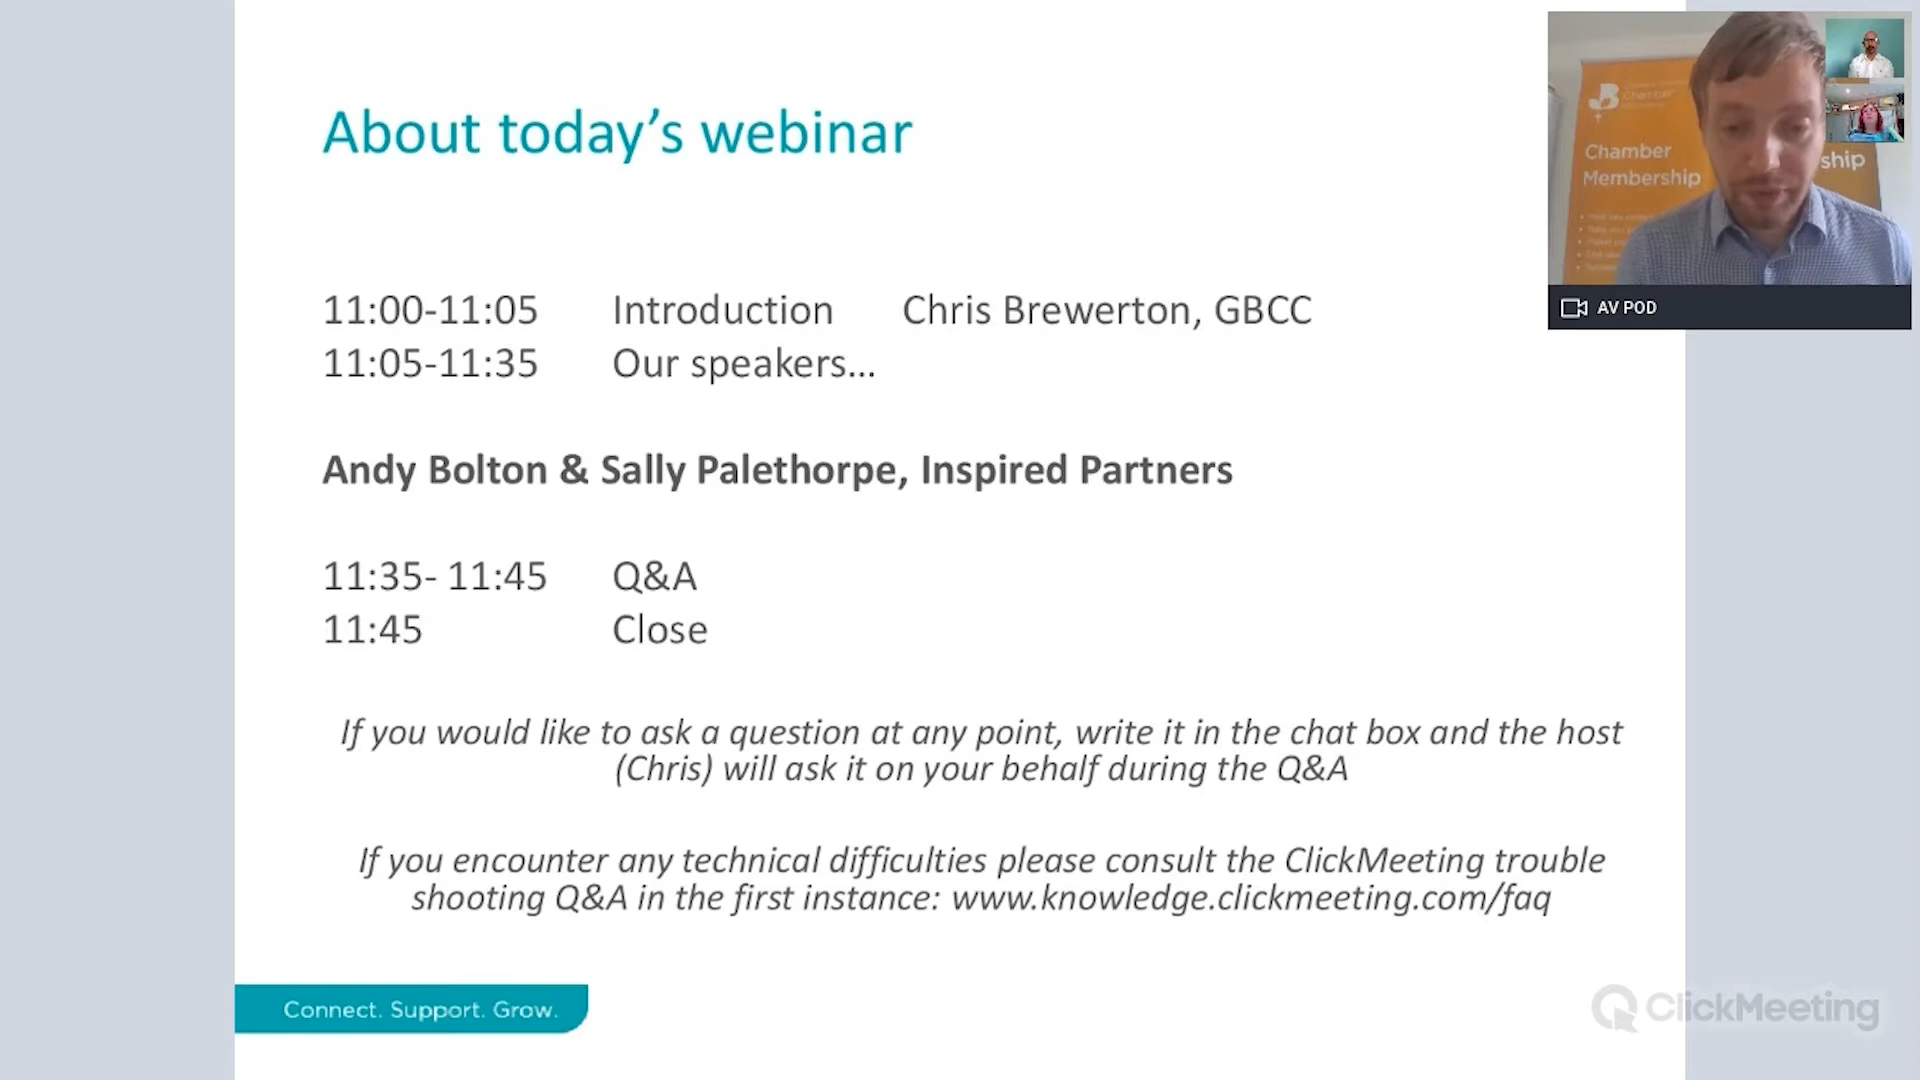 About today’s webinar
11:00-11:05 Introduction Chris Brewerton, GBCC
11:05-11:35 Our speakers…
Andy Bolton & Sally Palethorpe, Inspired Partners
11:35- 11:45 Q&A
11:45 Close
If you would like to ask a question at any point, write it in the chat box and the host
(Chris) will ask it on your behalf during the Q&A
If you encounter any technical difficulties please consult the ClickMeeting trouble
shooting Q&A in the first instance: www.knowledge.clickmeeting.com/faq
Connect. Support. Grow.
Chamber
Chamber
Membership
ship
AV POD
ClickMeeting